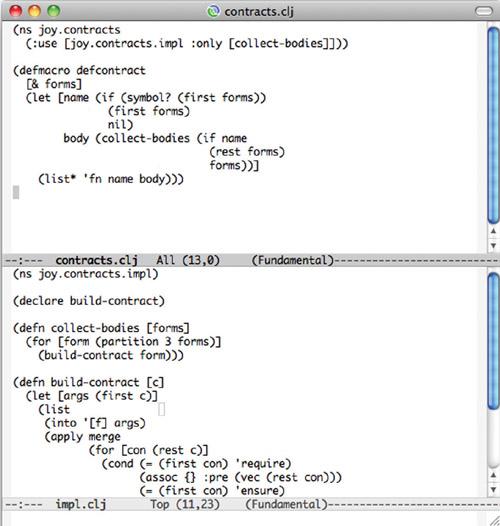 contracts.clj
(ns joy.contracts
  (:use [joy.contracts.impl :only [collect-bodies]]))
(defmacro defcontract
  [& forms]
  (let [name (if (symbol? (first forms))
               (first forms)
               nil)
        body (collect-bodies (if name
                               (rest forms)
                               forms))]
    (list* 'fn name body)))
--:---  contracts.clj   All (13,0)     (Fundamental)--------------------
(ns joy.contracts.impl)
(declare build-contract)
(defn collect-bodies [forms]
  (for [form (partition 3 forms)]
    (build-contract form)))
(defn build-contract [c]
  (let [args (first c)]
    (list
     (into '[f] args)
     (apply merge
            (for [con (rest c)]
              (cond (= (first con) 'require)
                    (assoc {} :pre (vec (rest con)))
                    (= (first con) 'ensure)
--:---  impl.clj       Top (11,23)    (Fundamental)--------------------